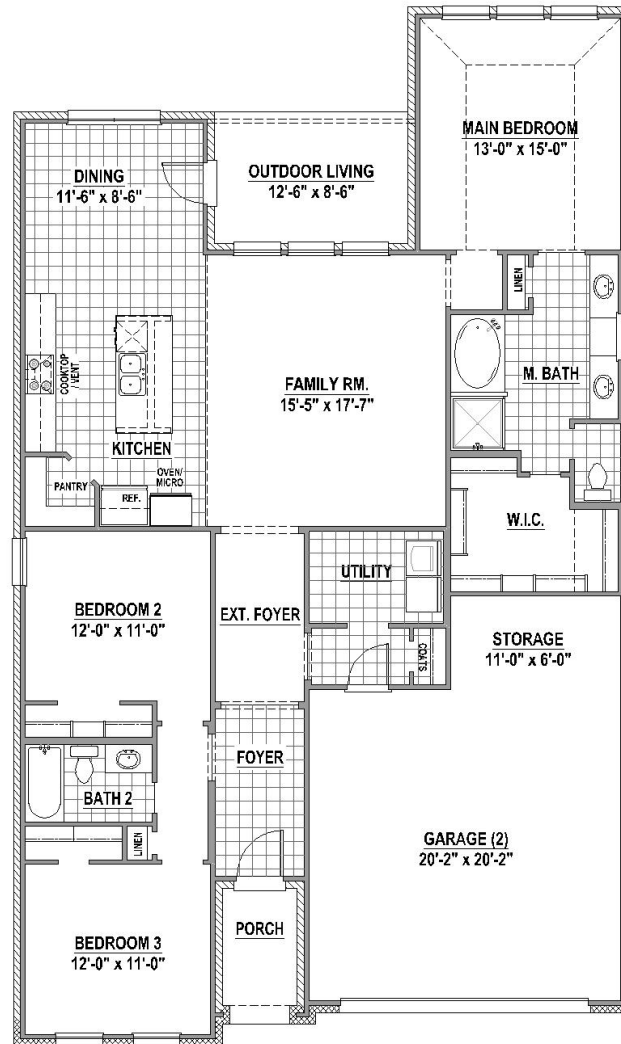 MAIN BEDROOM
13'-0" x 15'-0"
DINING
11'-6" x 8'-6"
OUTDOOR LIVING
12'-6" x 8'-6"
LINEN
COOKTOP
/ VENT
FAMILY RM.
15'-5" x 17'-7"
M. BATH
KITCHEN
PANTRY
REF.
OVEN/
MICRO
W.I.C.
UTILITY
BEDROOM 2
12'-0" x 11'-0"
EXT. FOYER
COATS
STORAGE
11'-0" x 6'-0"
FOYER
BATH 2
LINEN
GARAGE (2)
20'-2" x 20'-2"
PORCH
BEDROOM 3
12'-0" x 11'-0"